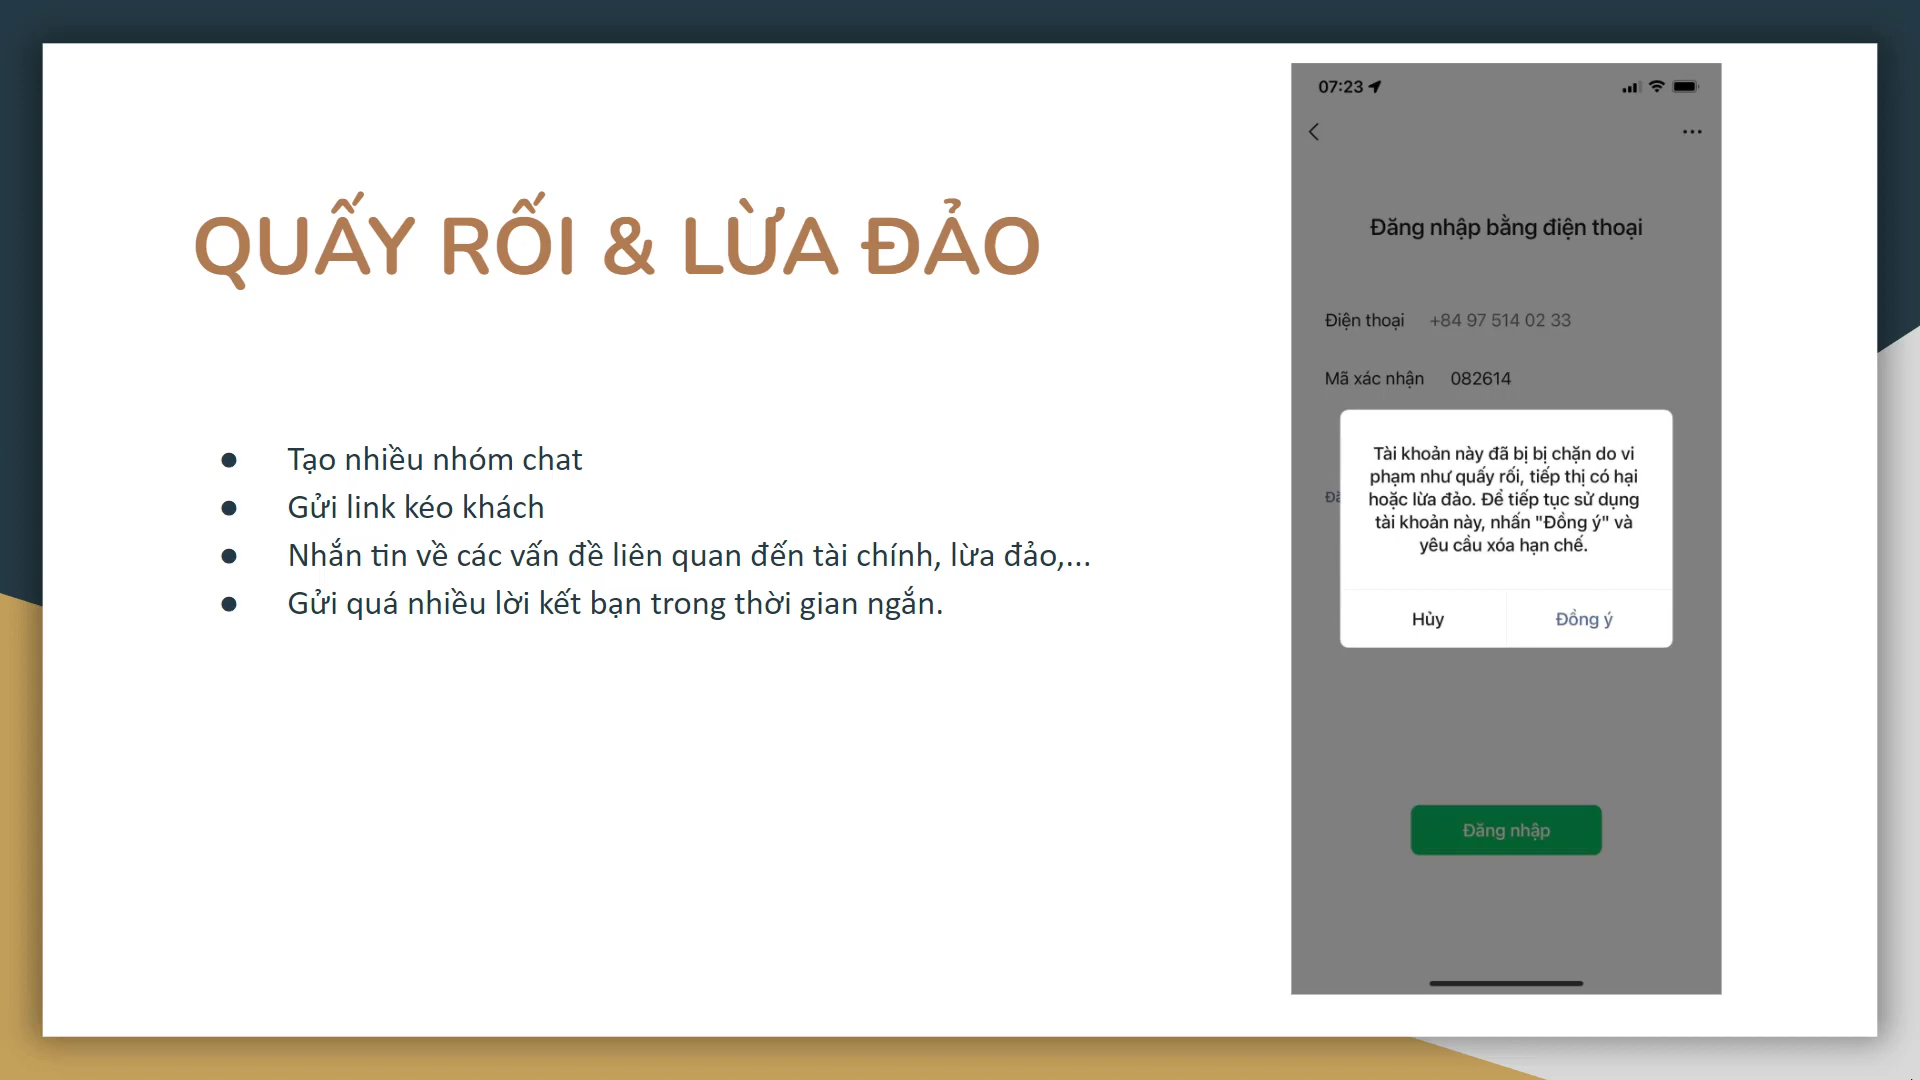 QUẤY RỐI & LỪA ĐẢO
● Tạo nhiều nhóm chat
● Gửi link kéo khách
● Nhắn tin về các vấn đề liên quan đến tài chính, lừa đảo,...
● Gửi quá nhiều lời kết bạn trong thời gian ngắn.
07:23
Đăng nhập bằng điện thoại
Điện thoại +84 97 514 02 33
Mã xác nhận 082614
Tài khoản này đã bị bị chặn do vi
phạm như quấy rối, tiếp thị có hại
hoặc lừa đảo. Để tiếp tục sử dụng
tài khoản này, nhấn "Đồng ý" và
yêu cầu xóa hạn chế.
Hủy Đồng ý
Đăng nhập